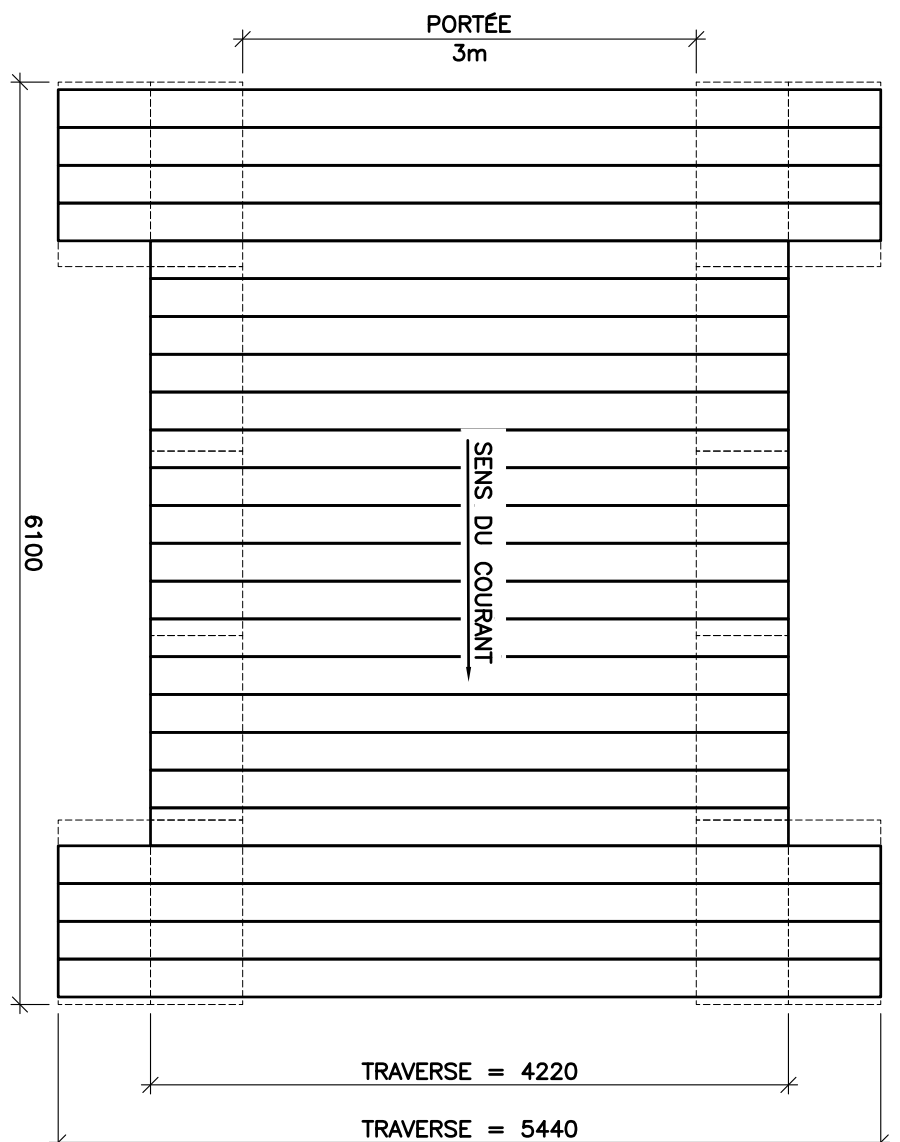 PORTÉE
3m
6100
SENS DU COURANT
TRAVERSE = 4220
TRAVERSE = 5440